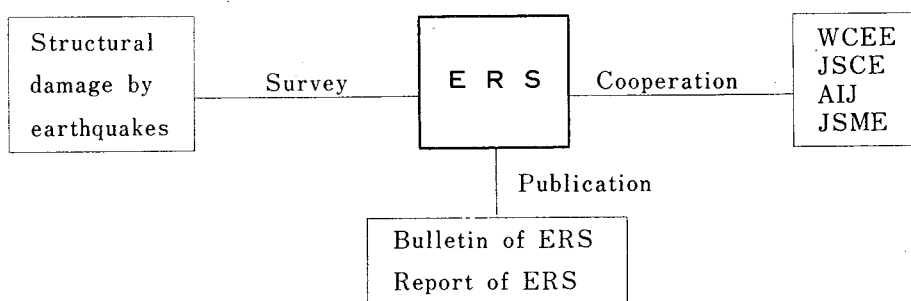 Structural
damage by
earthquakes
Survey
E R S
Cooperation
WCEE
JSCE
AIJ
JSME
Publication
Bulletin of ERS
Report of ERS